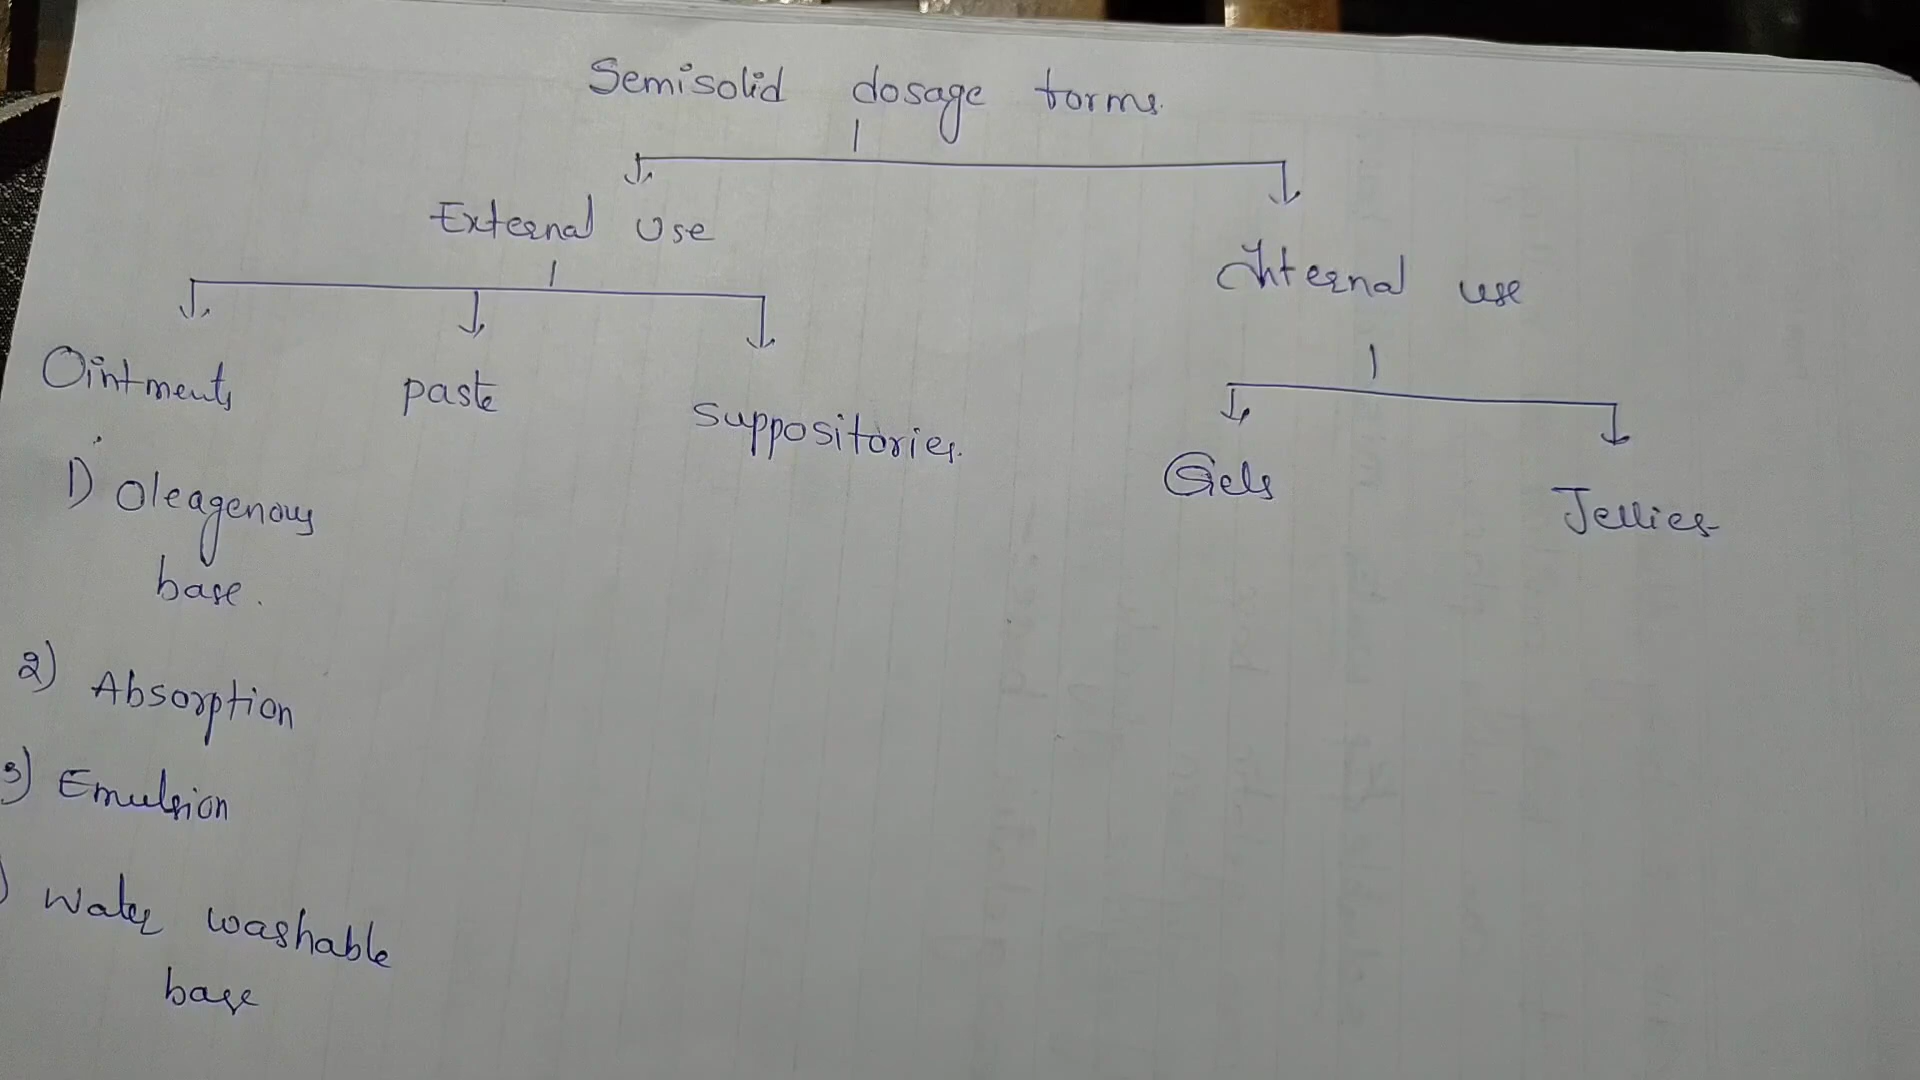 Semisolid dosage forms.
External Use
Internal use
Ointments paste Suppositories.
Gels Jellies
1) Oleagenous
base.
2) Absorption
3) Emulsion
) Water washable
base